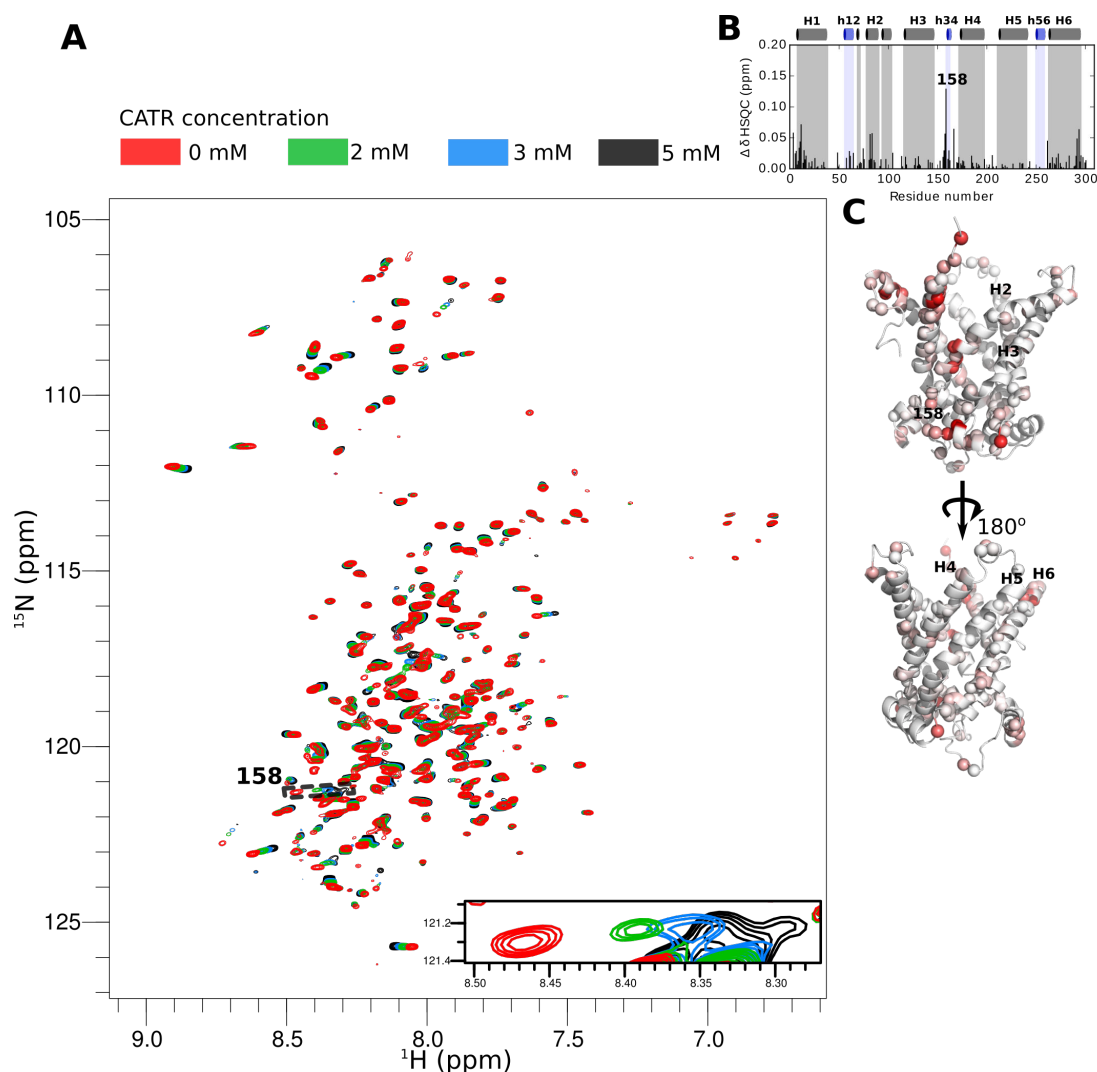 A
CATR concentration
0 mM
2 mM
3 mM
5 mM
105
110
115
120
125
¹⁵N (ppm)
158
121.2
121.4
8.50
8.45
8.40
8.35
8.30
9.0
8.5
8.0
7.5
7.0
¹H (ppm)
B
H1
h12
H2
H3
h34
H4
H5
h56
H6
0.20
0.15
0.10
0.05
0.00
Δ δ HSQC (ppm)
158
0
50
100
150
200
250
300
Residue number
C
H2
H3
158
180°
H4
H5
H6